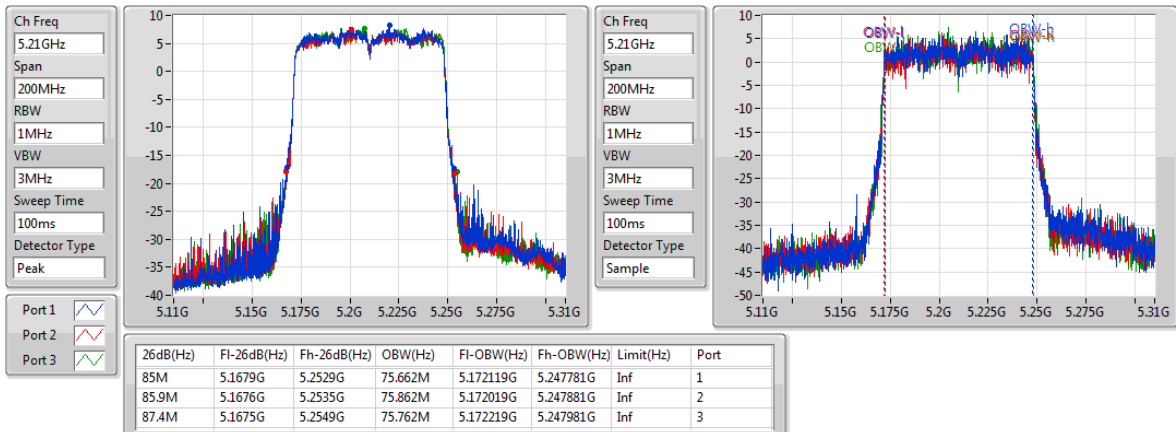 Ch Freq
5.21GHz
Span
200MHz
RBW
1MHz
VBW
3MHz
Sweep Time
100ms
Detector Type
Peak
Port 1
Port 2
Port 3
10
5
0
-5
-10
-15
-20
-25
-30
-35
-40
5.11G 5.15G 5.175G 5.2G 5.225G 5.25G 5.31G
Ch Freq
5.21GHz
Span
200MHz
RBW
1MHz
VBW
3MHz
Sweep Time
100ms
Detector Type
Sample
10
5
0
-5
-10
-15
-20
-25
-30
-35
-40
-45
-50
OBW-l OBW-h
5.11G 5.15G 5.175G 5.2G 5.225G 5.25G 5.31G
26dB(Hz) Fl-26dB(Hz) Fh-26dB(Hz) OBW(Hz) Fl-OBW(Hz) Fh-OBW(Hz) Limit(Hz) Port
85M 5.1679G 5.2529G 75.662M 5.172119G 5.247781G Inf 1
85.9M 5.1676G 5.2535G 75.862M 5.172019G 5.247881G Inf 2
87.4M 5.1675G 5.2549G 75.762M 5.172219G 5.247981G Inf 3